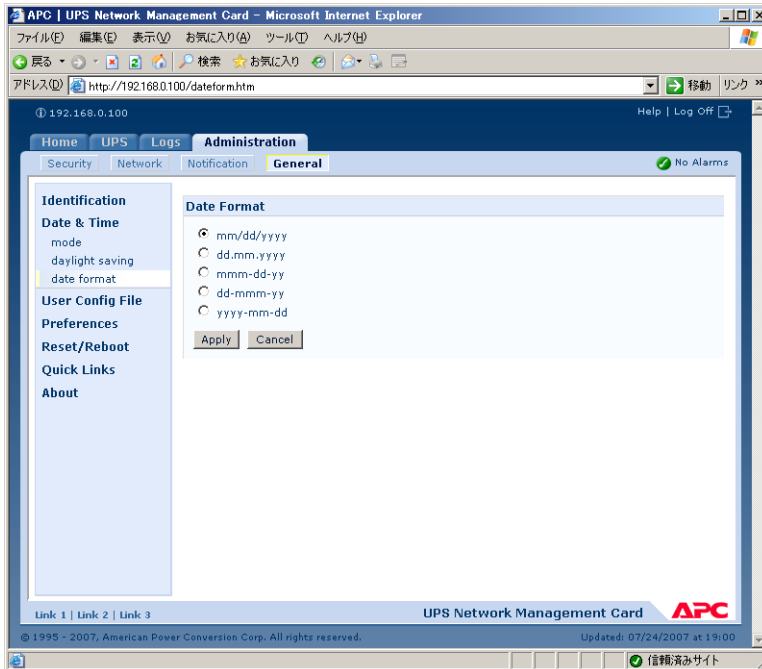 APC | UPS Network Management Card - Microsoft Internet Explorer
ファイル(F) 編集(E) 表示(V) お気に入り(A) ツール(T) ヘルプ(H)
戻る 検索 お気に入り
アドレス(D) http://192.168.0.100/dateform.htm 移動 リンク »
192.168.0.100 Help | Log Off
Home UPS Logs Administration
Security Network Notification General No Alarms
Identification
Date & Time
mode
daylight saving
date format
User Config File
Preferences
Reset/Reboot
Quick Links
About
Date Format
mm/dd/yyyy
dd.mm.yyyy
mmm-dd-yy
dd-mmm-yy
yyyy-mm-dd
Apply Cancel
Link 1 | Link 2 | Link 3 UPS Network Management Card APC
© 1995 - 2007, American Power Conversion Corp. All rights reserved. Updated: 07/24/2007 at 19:00
信頼済みサイト